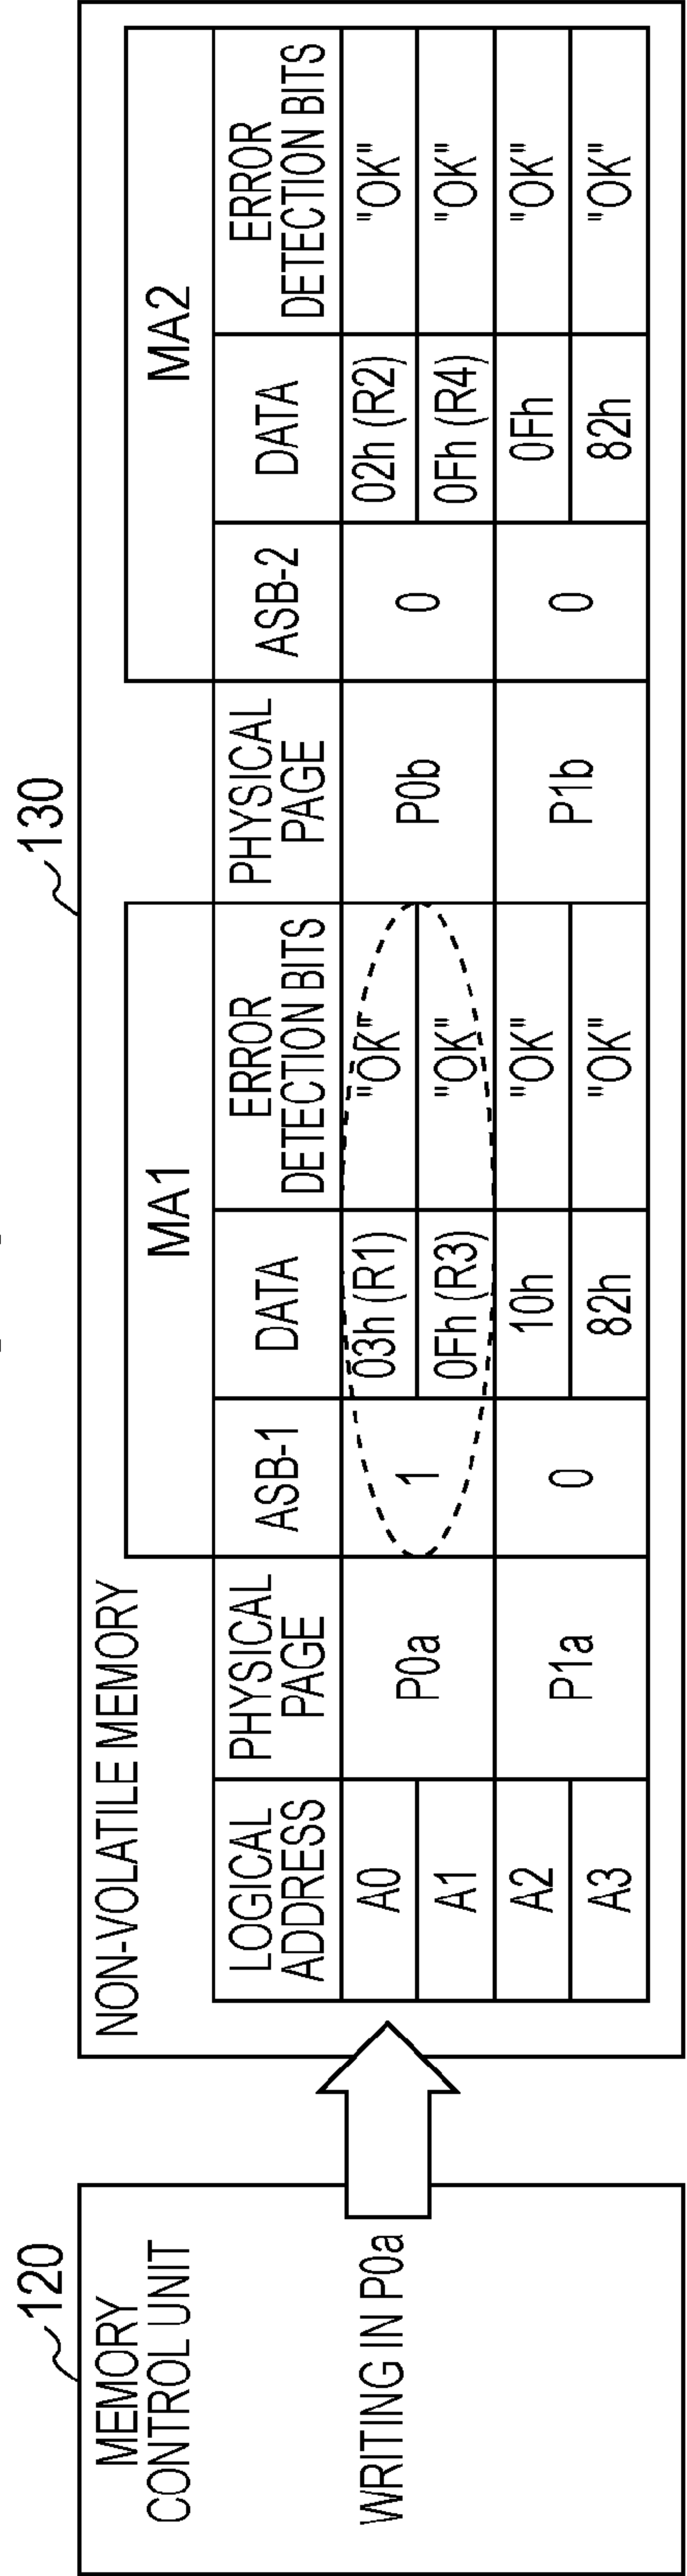 120
130
MEMORY
CONTROL UNIT
WRITING IN P0a
NON-VOLATILE MEMORY
MA1
MA2
LOGICAL
ADDRESS
PHYSICAL
PAGE
ASB-1
DATA
ERROR
DETECTION BITS
PHYSICAL
PAGE
ASB-2
DATA
ERROR
DETECTION BITS
A0
P0a
1
03h (R1)
"OK"
P0b
0
02h (R2)
"OK"
A1
0Fh (R3)
"OK"
0Fh (R4)
"OK"
A2
P1a
0
10h
"OK"
P1b
0
0Fh
"OK"
A3
82h
"OK"
82h
"OK"